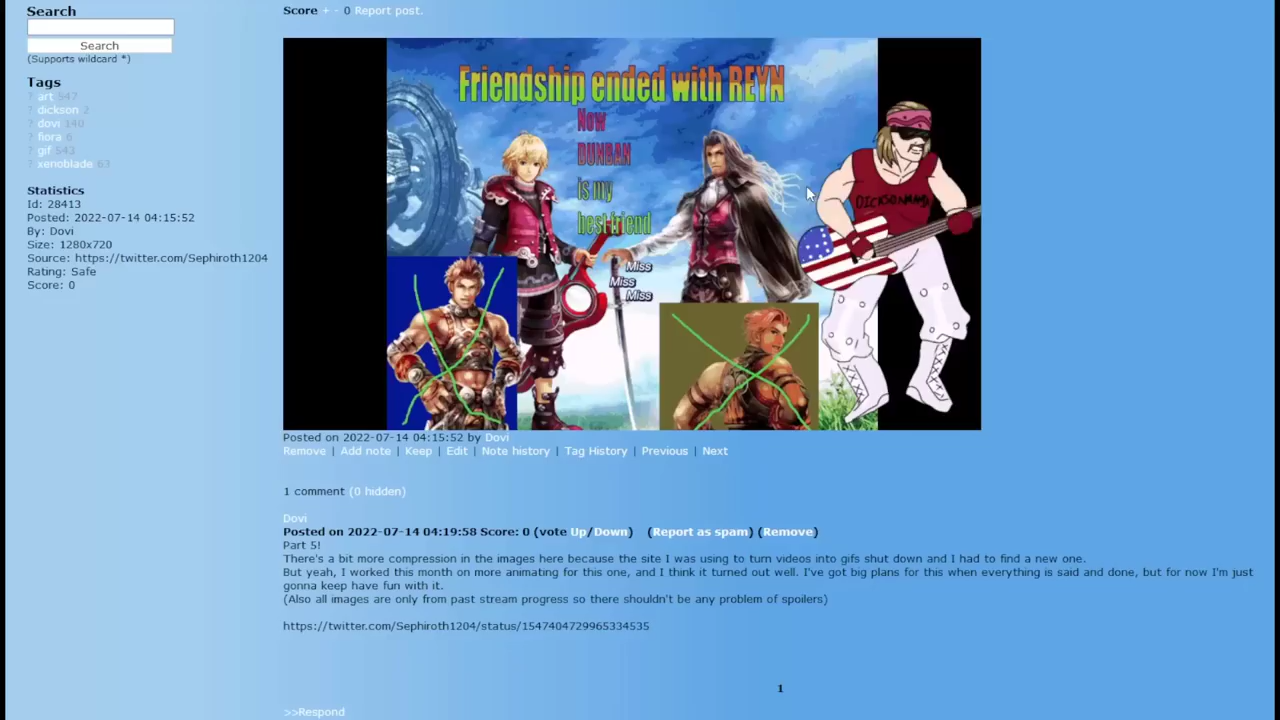 Search
Search
(Supports wildcard *)
Tags
? art 547
? dickson 2
? dovi 140
? fiora 6
? gif 543
? xenoblade 63
Statistics
Id: 28413
Posted: 2022-07-14 04:15:52
By: Dovi
Size: 1280x720
Source: https://twitter.com/Sephiroth1204
Rating: Safe
Score: 0
Score + - 0 Report post.
Friendship ended with REYN
Now
DUNBAN
is my
best friend
Miss
Miss
Miss
Posted on 2022-07-14 04:15:52 by Dovi
Remove | Add note | Keep | Edit | Note history | Tag History | Previous | Next
1 comment (0 hidden)
Dovi
Posted on 2022-07-14 04:19:58 Score: 0 (vote Up/Down) (Report as spam) (Remove)
Part 5!
There's a bit more compression in the images here because the site I was using to turn videos into gifs shut down and I had to find a new one.
But yeah, I worked this month on more animating for this one, and I think it turned out well. I've got big plans for this when everything is said and done, but for now I'm just
gonna keep have fun with it.
(Also all images are only from past stream progress so there shouldn't be any problem of spoilers)
https://twitter.com/Sephiroth1204/status/1547404729965334535
1
>>Respond